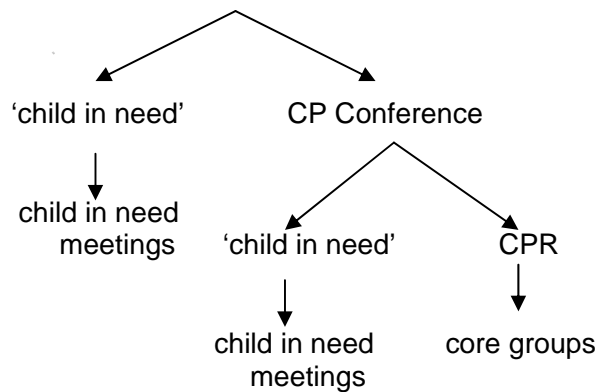 ‘child in need’ CP Conference
child in need
meetings
‘child in need’ CPR
child in need core groups
meetings